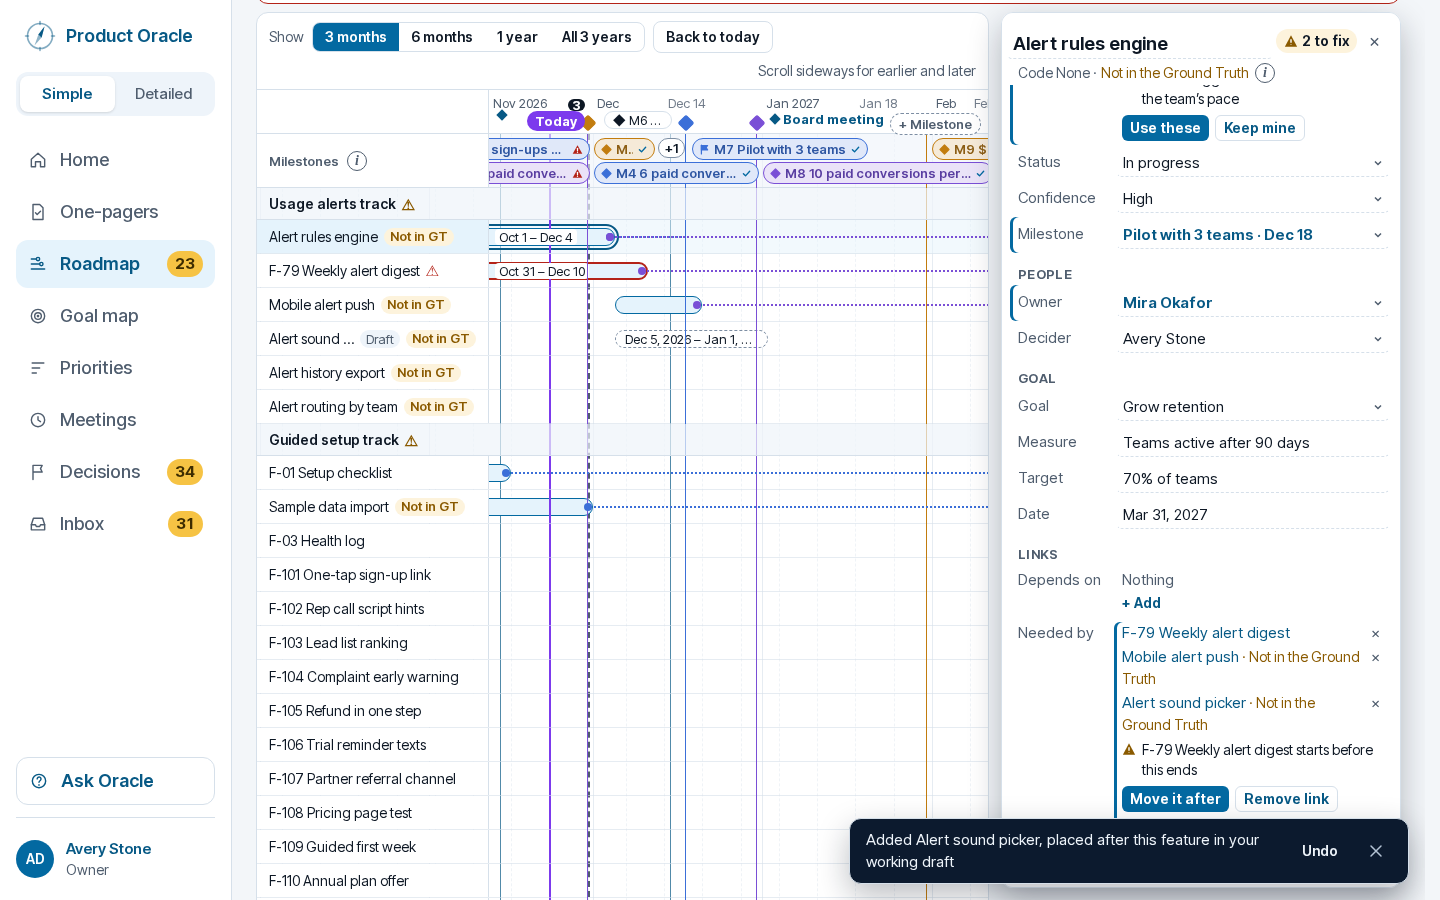 Product Oracle
Simple
Detailed
Home
One-pagers
Roadmap
23
Goal map
Priorities
Meetings
Decisions
34
Inbox
31
Ask Oracle
AD
Avery Stone
Owner
Show
3 months
6 months
1 year
All 3 years
Back to today
Scroll sideways for earlier and later
Nov 2026
3
Dec
Dec 14
Jan 2027
Jan 18
Feb
Today
M6 ...
Board meeting
+ Milestone
Milestones
i
sign-ups ...
M..
+1
M7 Pilot with 3 teams
M9 $
paid conve...
M4 6 paid conver...
M8 10 paid conversions per...
Usage alerts track
Alert rules engine
Not in GT
Oct 1 – Dec 4
F-79 Weekly alert digest
Oct 31 – Dec 10
Mobile alert push
Not in GT
Alert sound ...
Draft
Not in GT
Dec 5, 2026 – Jan 1, ...
Alert history export
Not in GT
Alert routing by team
Not in GT
Guided setup track
F-01 Setup checklist
Sample data import
Not in GT
F-03 Health log
F-101 One-tap sign-up link
F-102 Rep call script hints
F-103 Lead list ranking
F-104 Complaint early warning
F-105 Refund in one step
F-106 Trial reminder texts
F-107 Partner referral channel
F-108 Pricing page test
F-109 Guided first week
F-110 Annual plan offer
Alert rules engine
2 to fix
Code None · Not in the Ground Truth
i
the team's pace
Use these
Keep mine
Status
In progress
Confidence
High
Milestone
Pilot with 3 teams · Dec 18
PEOPLE
Owner
Mira Okafor
Decider
Avery Stone
GOAL
Goal
Grow retention
Measure
Teams active after 90 days
Target
70% of teams
Date
Mar 31, 2027
LINKS
Depends on
Nothing
+ Add
Needed by
F-79 Weekly alert digest
Mobile alert push · Not in the Ground
Truth
Alert sound picker · Not in the
Ground Truth
F-79 Weekly alert digest starts before
this ends
Move it after
Remove link
Added Alert sound picker, placed after this feature in your
working draft
Undo